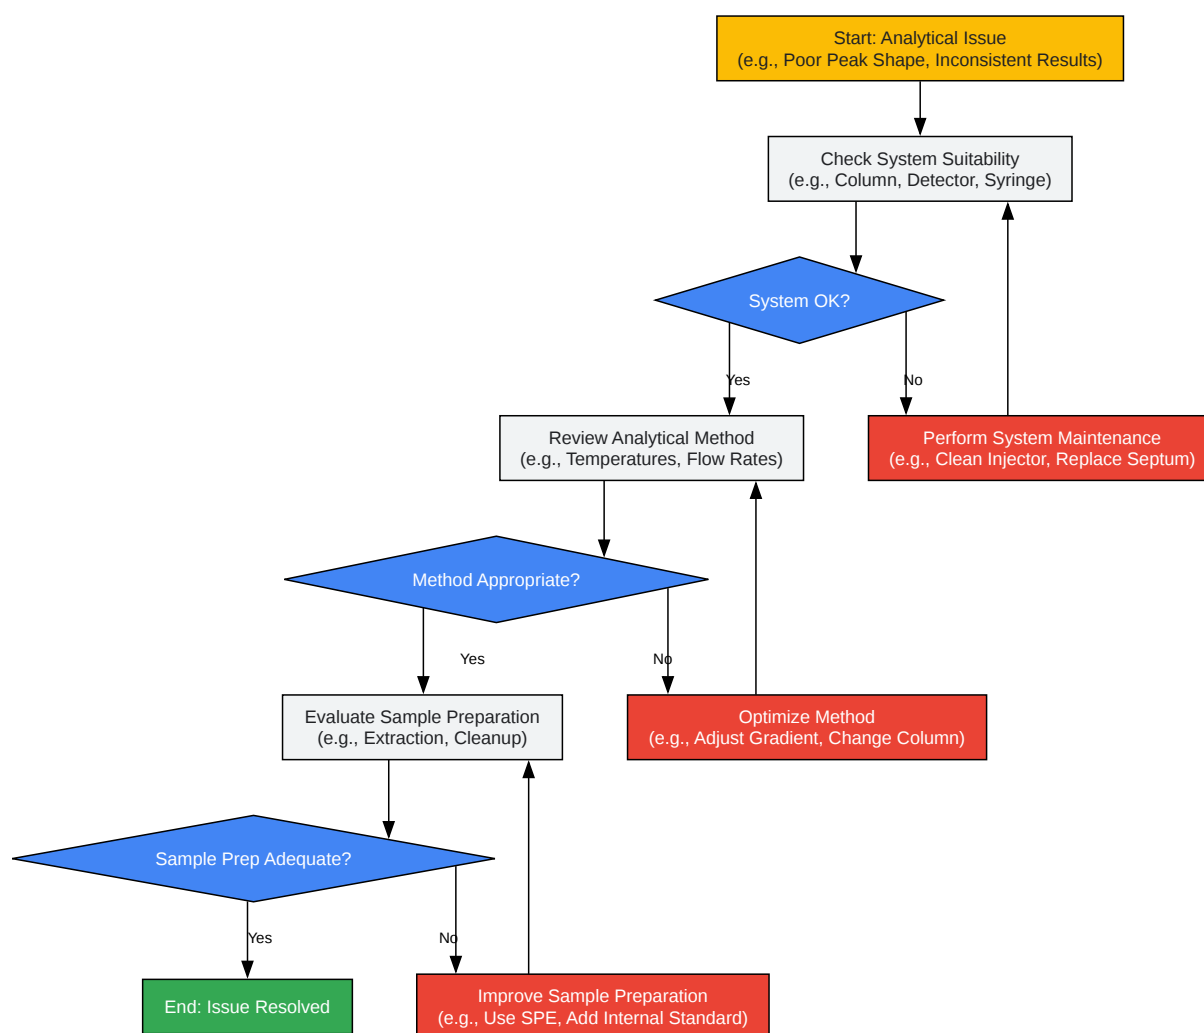 Start: Analytical Issue
(e.g., Poor Peak Shape, Inconsistent Results)
Check System Suitability
(e.g., Column, Detector, Syringe)
System OK?
Yes
No
Review Analytical Method
(e.g., Temperatures, Flow Rates)
Perform System Maintenance
(e.g., Clean Injector, Replace Septum)
Method Appropriate?
Yes
No
Evaluate Sample Preparation
(e.g., Extraction, Cleanup)
Optimize Method
(e.g., Adjust Gradient, Change Column)
Sample Prep Adequate?
Yes
No
End: Issue Resolved
Improve Sample Preparation
(e.g., Use SPE, Add Internal Standard)